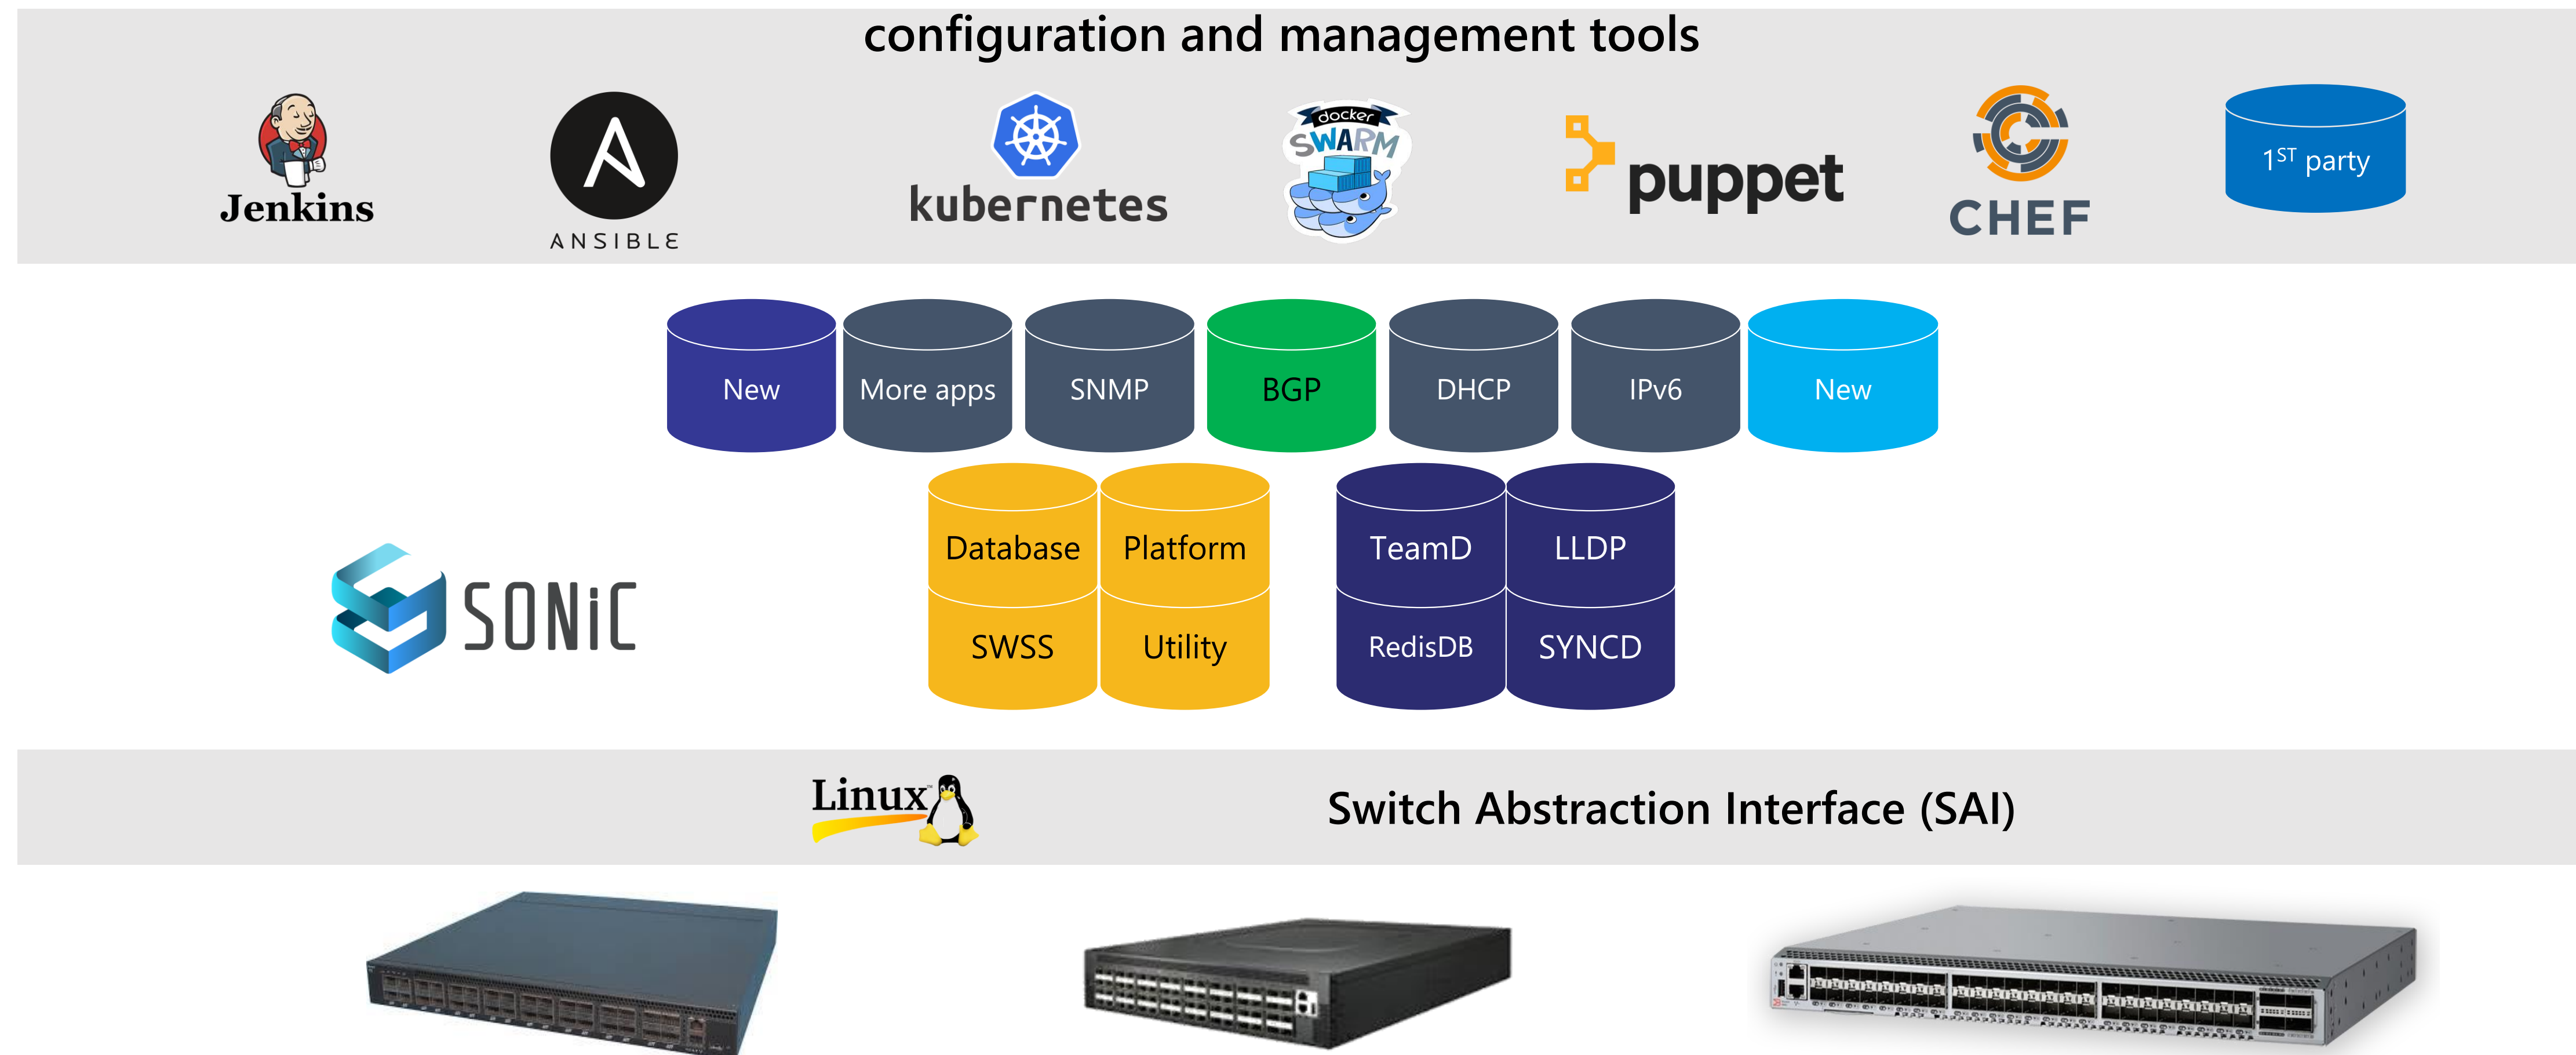 configuration and management tools
Jenkins
ANSIBLE
kubernetes
docker
SWARM
puppet
CHEF
1ST party
New
More apps
SNMP
BGP
DHCP
IPv6
New
Database
Platform
TeamD
LLDP
SONiC
SWSS
Utility
RedisDB
SYNCD
Linux
Switch Abstraction Interface (SAI)